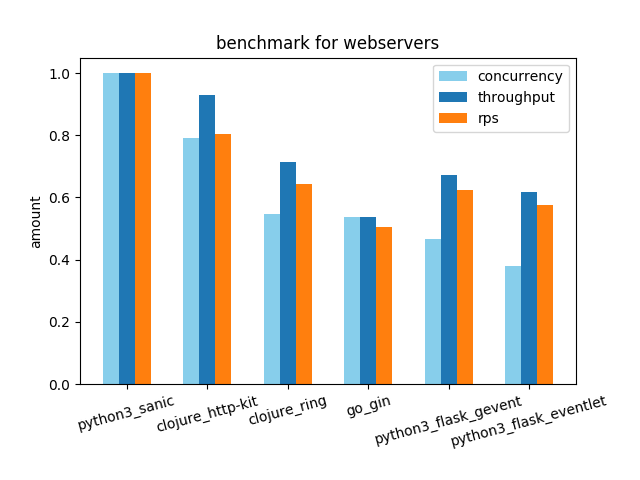 benchmark for webservers
concurrency
throughput
rps
amount
1.0
0.8
0.6
0.4
0.2
0.0
python3_sanic
clojure_http-kit
clojure_ring
go_gin
python3_flask_gevent
python3_flask_eventlet